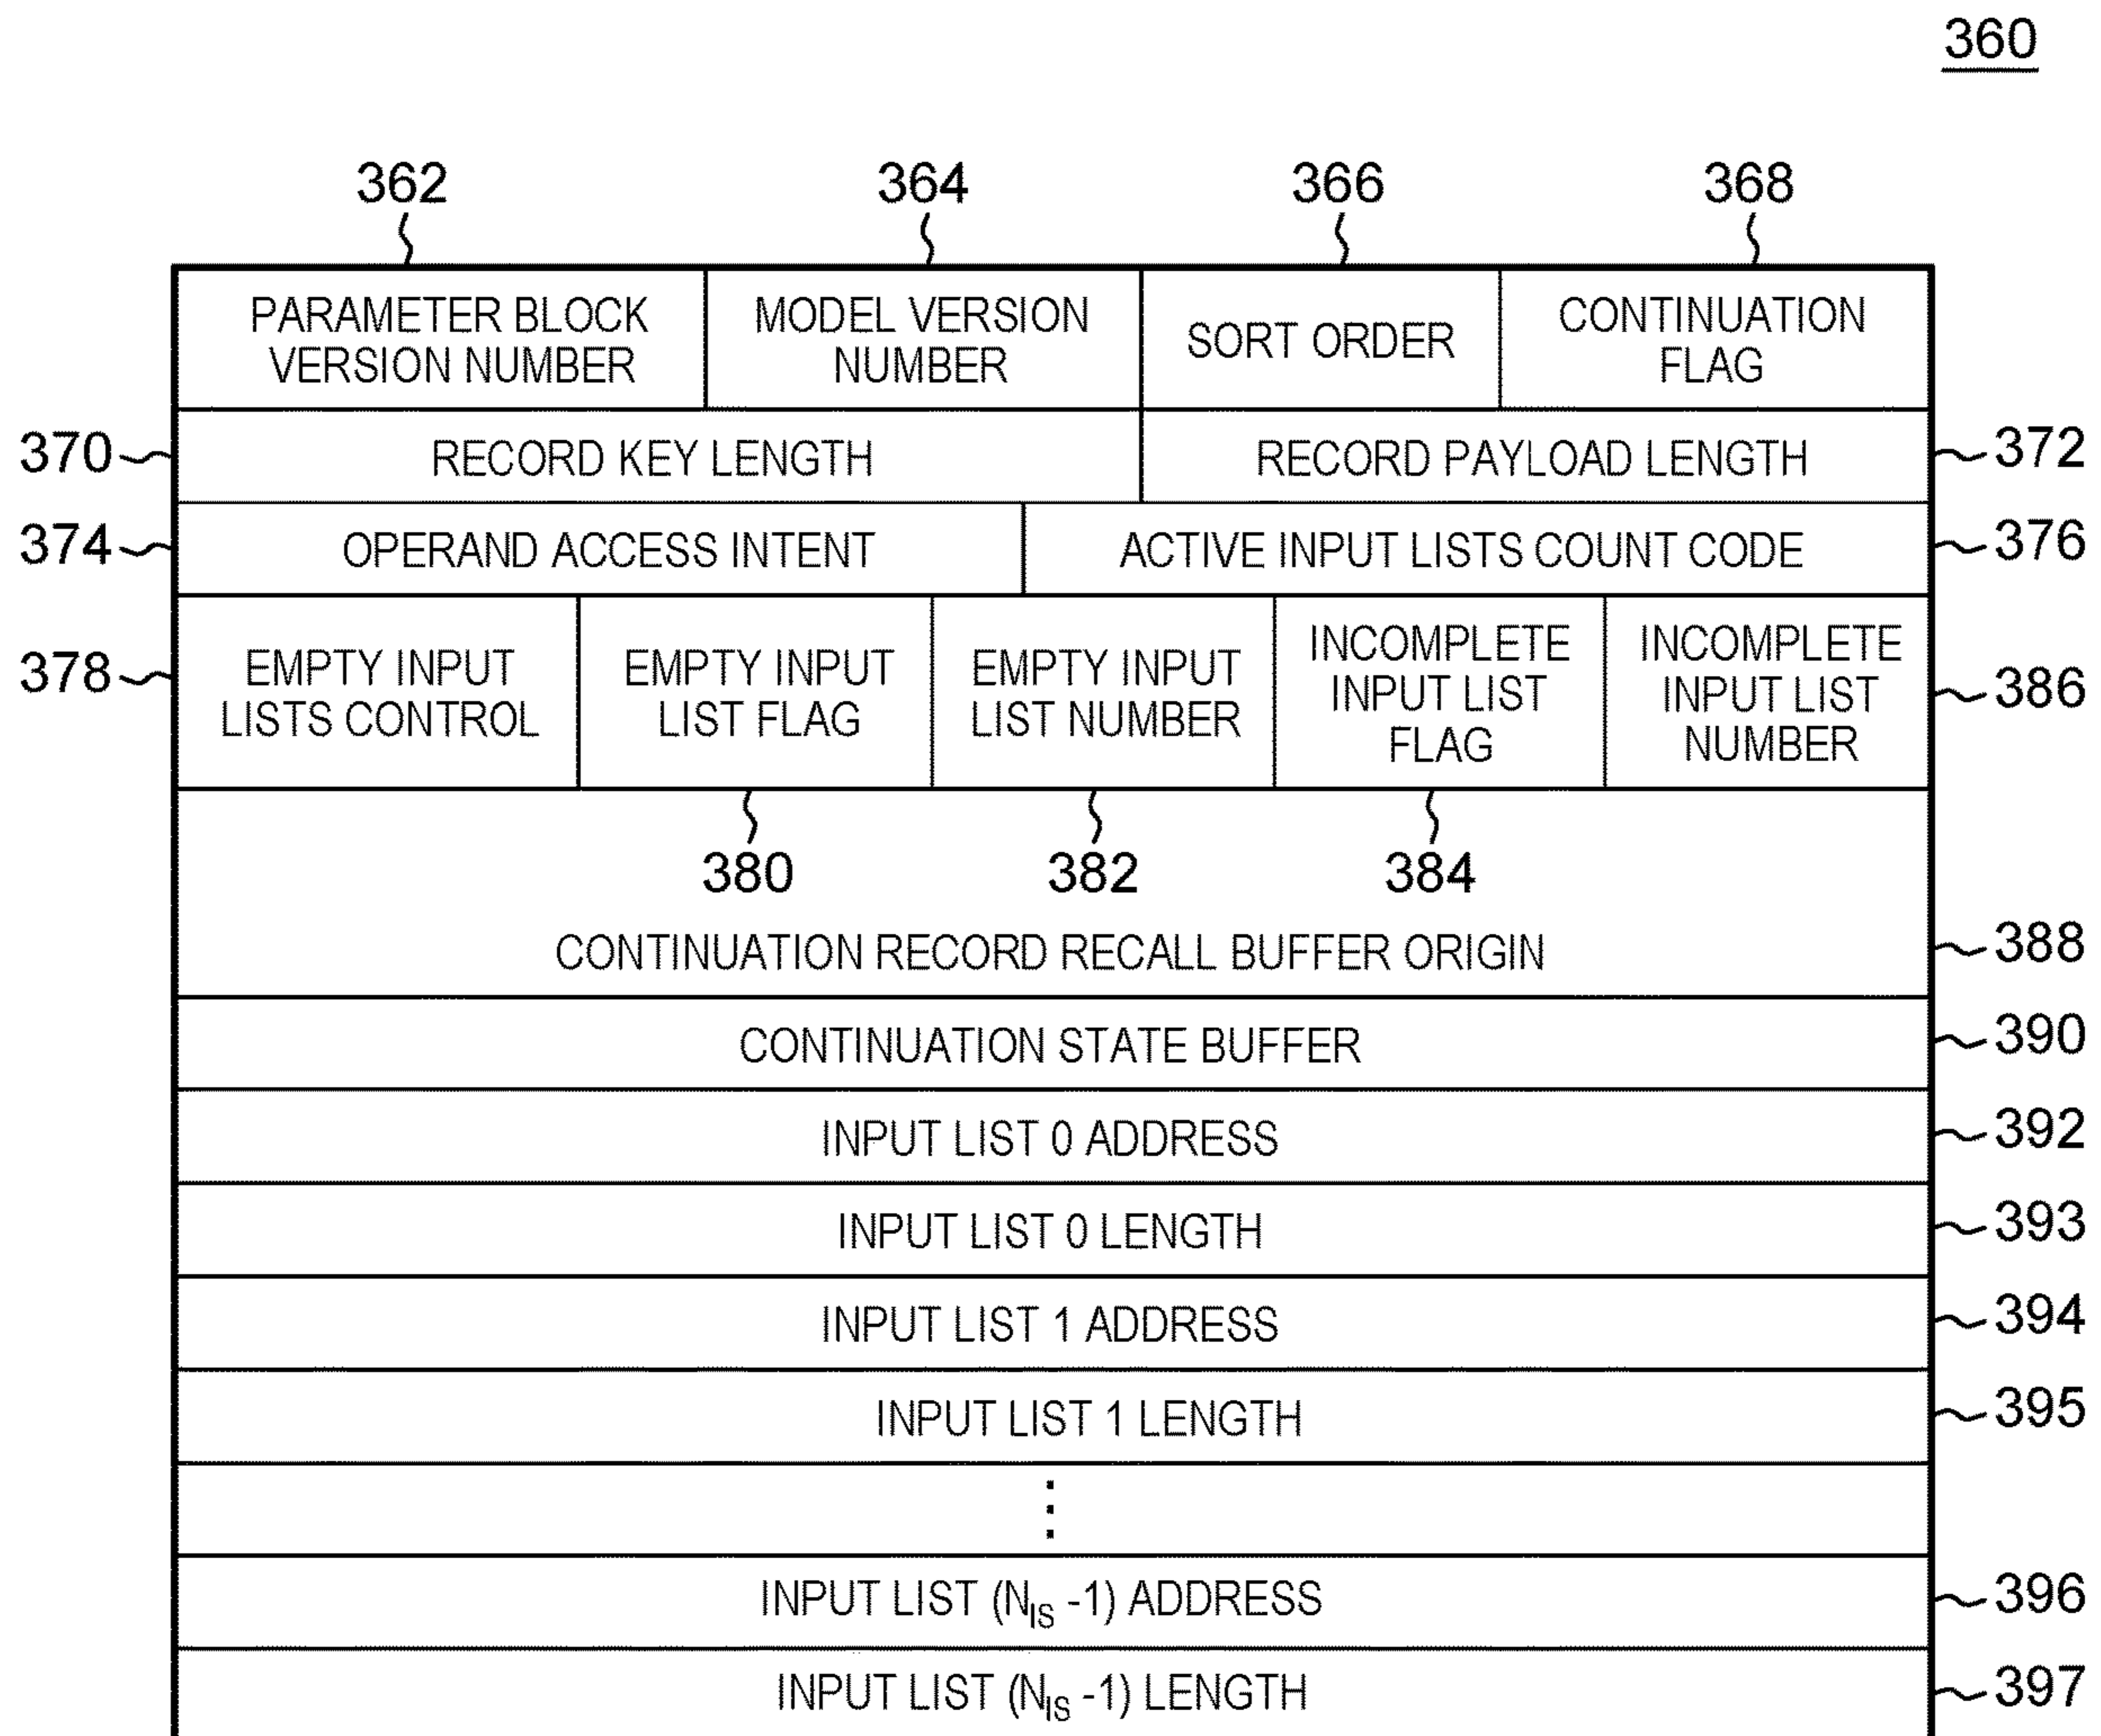 360
362 364 366 368
PARAMETER BLOCK
VERSION NUMBER
MODEL VERSION
NUMBER
SORT ORDER
CONTINUATION
FLAG
370 RECORD KEY LENGTH RECORD PAYLOAD LENGTH 372
374 OPERAND ACCESS INTENT ACTIVE INPUT LISTS COUNT CODE 376
378
EMPTY INPUT
LISTS CONTROL
EMPTY INPUT
LIST FLAG
EMPTY INPUT
LIST NUMBER
INCOMPLETE
INPUT LIST
FLAG
INCOMPLETE
INPUT LIST
NUMBER
386
380 382 384
CONTINUATION RECORD RECALL BUFFER ORIGIN 388
CONTINUATION STATE BUFFER 390
INPUT LIST 0 ADDRESS 392
INPUT LIST 0 LENGTH 393
INPUT LIST 1 ADDRESS 394
INPUT LIST 1 LENGTH 395
⋮
INPUT LIST (N_IS -1) ADDRESS 396
INPUT LIST (N_IS -1) LENGTH 397